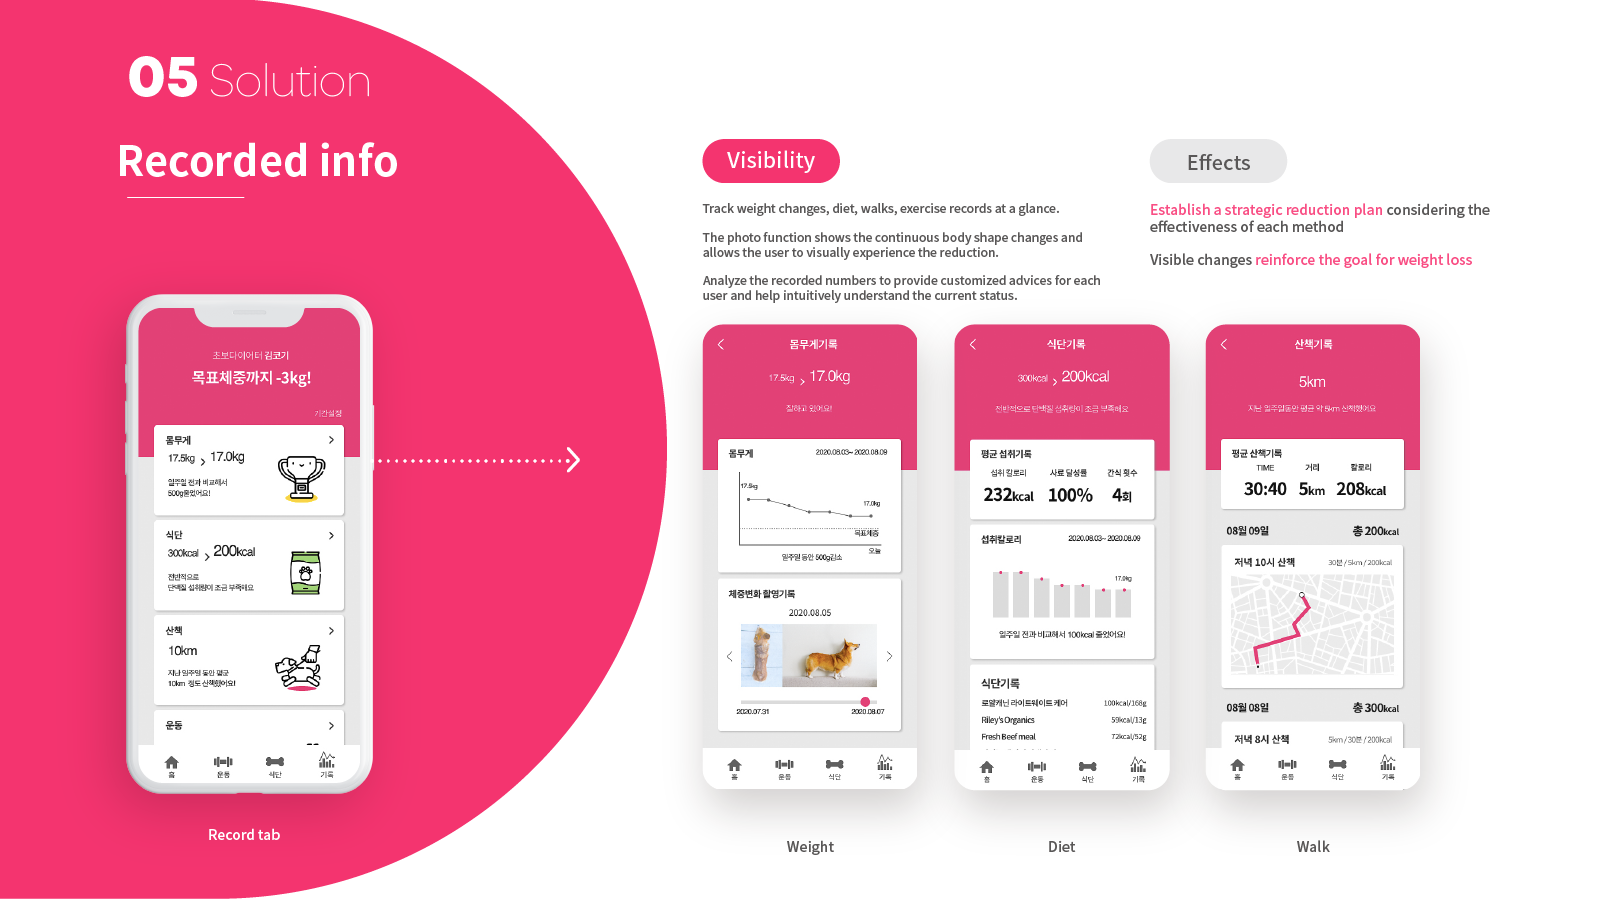 05 Solution
Recorded info
초보다이어터 김코기
목표체중까지 -3kg!
기간설정
몸무게
17.5kg > 17.0kg
일주일 전과 비교해서
500g줄었어요!
식단
300kcal > 200kcal
전반적으로
단백질 섭취량이 조금 부족해요
산책
10km
지난 일주일 동안 평균
10km 정도 산책했어요!
운동
홈
운동
식단
기록
Record tab
Visibility
Track weight changes, diet, walks, exercise records at a glance.
The photo function shows the continuous body shape changes and
allows the user to visually experience the reduction.
Analyze the recorded numbers to provide customized advices for each
user and help intuitively understand the current status.
Effects
Establish a strategic reduction plan considering the
effectiveness of each method
Visible changes reinforce the goal for weight loss
몸무게기록
17.5kg > 17.0kg
잘하고 있어요!
몸무게
2020.08.03~ 2020.08.09
17.5kg
17.0kg
목표체중
오늘
일주일 동안 500g감소
체중변화 촬영기록
2020.08.05
2020.07.31
2020.08.07
홈
운동
식단
기록
Weight
식단기록
300kcal > 200kcal
전반적으로 단백질 섭취량이 조금 부족해요
평균 섭취기록
섭취 칼로리 사료 달성률 간식 횟수
232kcal 100% 4회
섭취칼로리
2020.08.03~ 2020.08.09
17.0kg
일주일 전과 비교해서 100kcal 줄었어요!
식단기록
로얄캐닌 라이트웨이트 케어 100kcal/168g
Riley's Organics 59kcal/13g
Fresh Beef meal 72kcal/52g
홈
운동
식단
기록
Diet
산책기록
5km
지난 일주일동안 평균 약 5km 산책했어요
평균 산책기록
TIME 거리 칼로리
30:40 5km 208kcal
08월 09일 총 200kcal
저녁 10시 산책 30분 / 5km / 200kcal
08월 08일 총 300kcal
저녁 8시 산책 5km / 30분 / 200kcal
홈
운동
식단
기록
Walk